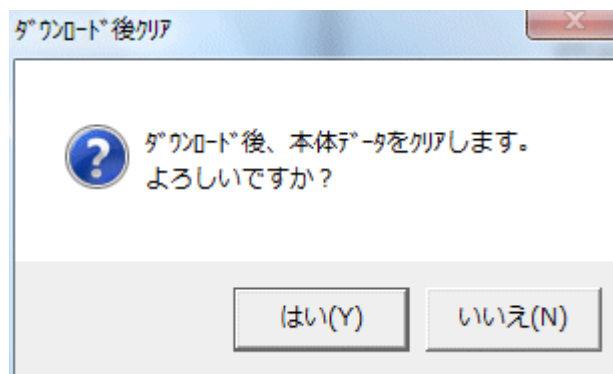 ﾀﾞｳﾝﾛｰﾄﾞ後ｸﾘｱ
ﾀﾞｳﾝﾛｰﾄﾞ後、本体ﾃﾞｰﾀをｸﾘｱします。
よろしいですか？
はい(Y)
いいえ(N)